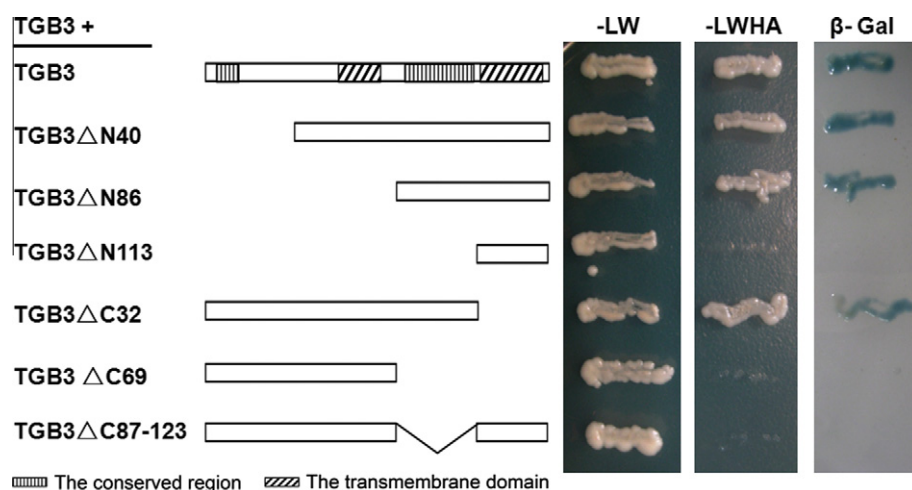 TGB3 +
-LW -LWHA β- Gal
TGB3
TGB3△N40
TGB3△N86
TGB3△N113
TGB3△C32
TGB3 △C69
TGB3△C87-123
The conserved region The transmembrane domain